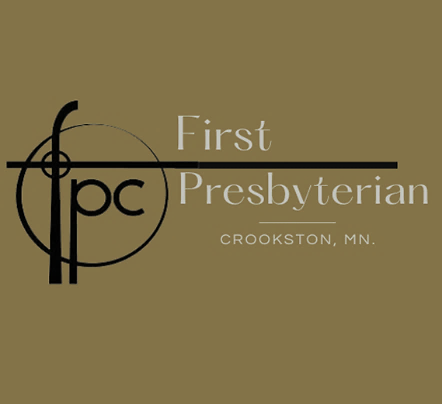 fpc
First
Presbyterian
CROOKSTON, MN.